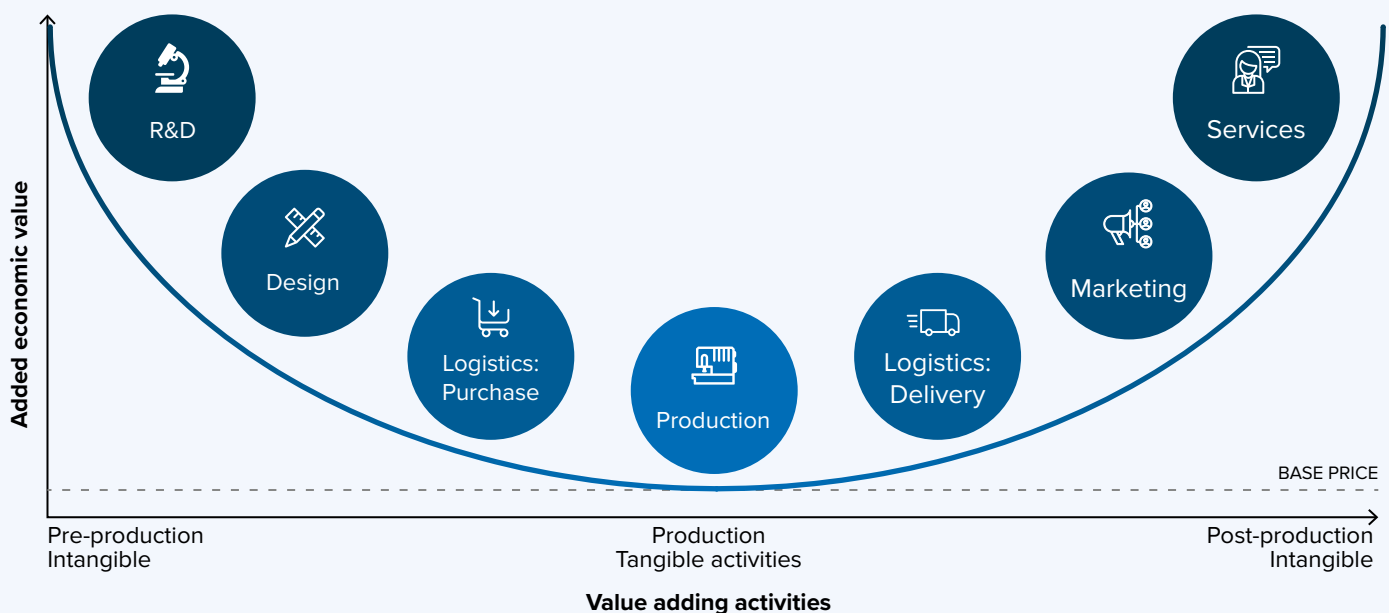 R&D
Services
Design
Marketing
Logistics:
Purchase
Logistics:
Delivery
Production
Added economic value
BASE PRICE
Pre-production
Intangible
Production
Tangible activities
Post-production
Intangible
Value adding activities